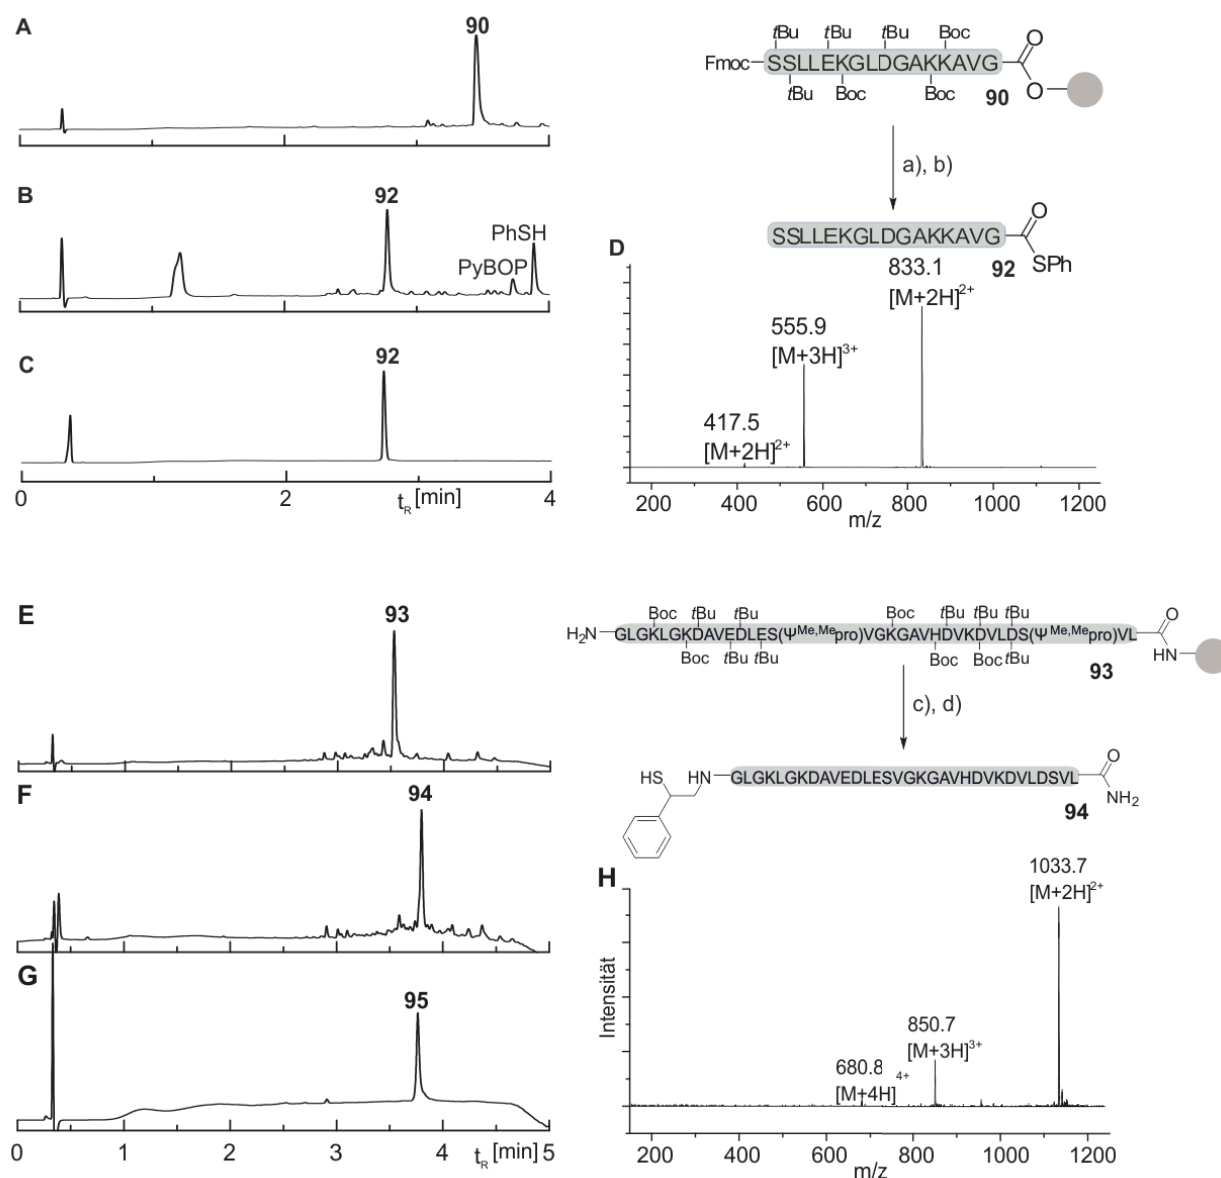 A
90
B
92
PhSH
PyBOP
C
92
0
2
4
tR[min]
tBu tBu tBu Boc
Fmoc SSLLEKGLDGAKKAVG O
O
tBu Boc Boc 90
a), b)
SSLLEKGLDGAKKAVG O
SPh
92
D
833.1
[M+2H]2+
555.9
[M+3H]3+
417.5
[M+2H]2+
200 400 600 800 1000 1200
m/z
E
93
F
94
G
95
0 1 2 3 4 tR [min] 5
Boc tBu tBu Boc tBu tBu tBu
H2N GLGKLGKDAVEDLES(ΨMe,Mepro)VGKGAVHDVKDVLDS(ΨMe,Mepro)VL O
HN
Boc tBu tBu Boc Boc tBu
93
c), d)
HS HN GLGKLGKDAVEDLESVGKGAVHDVKDVLDSVL O
NH2
94
H
1033.7
[M+2H]2+
850.7
[M+3H]3+
680.8
[M+4H]4+
Intensität
200 400 600 800 1000 1200
m/z